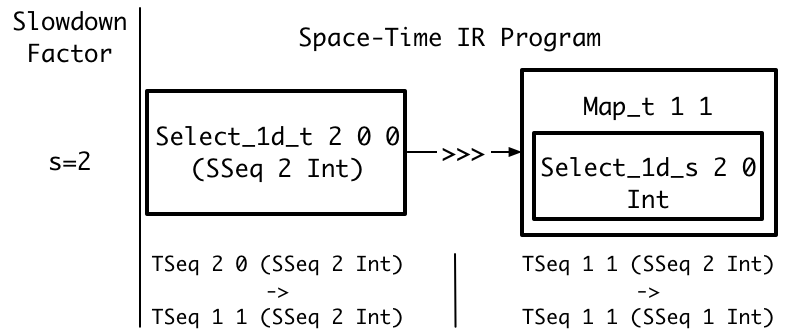 Slowdown
Factor
Space-Time IR Program
s=2
Select_1d_t 2 0 0
(SSeq 2 Int)
>>>
Map_t 1 1
Select_1d_s 2 0
Int
TSeq 2 0 (SSeq 2 Int)
->
TSeq 1 1 (SSeq 2 Int)
TSeq 1 1 (SSeq 2 Int)
->
TSeq 1 1 (SSeq 1 Int)